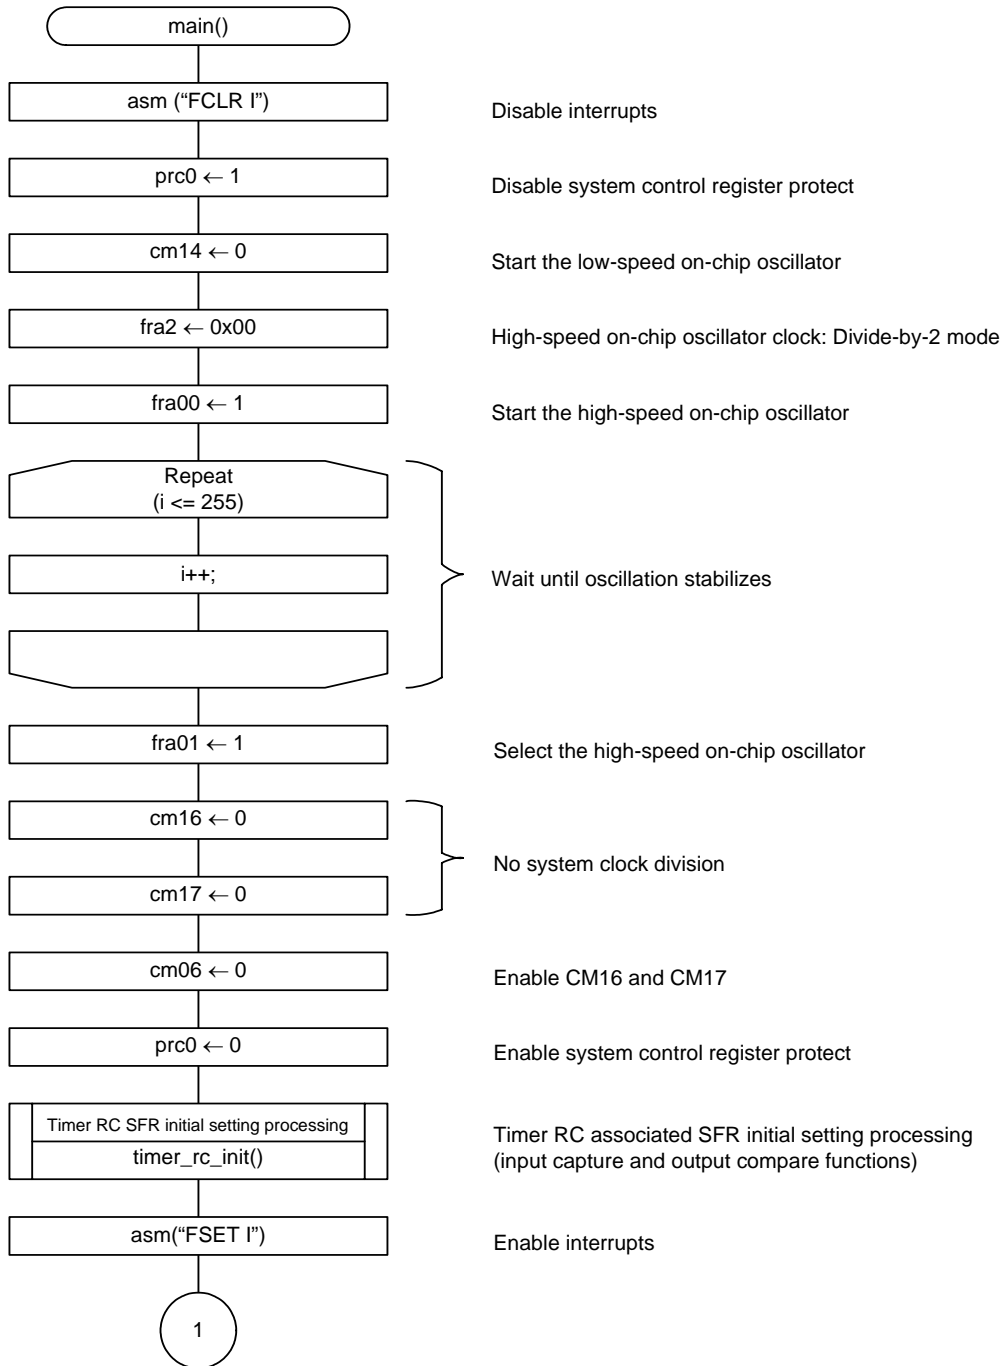 main()
asm (“FCLR I”)
Disable interrupts
prc0 ← 1
Disable system control register protect
cm14 ← 0
Start the low-speed on-chip oscillator
fra2 ← 0x00
High-speed on-chip oscillator clock: Divide-by-2 mode
fra00 ← 1
Start the high-speed on-chip oscillator
Repeat
(i <= 255)
i++;
Wait until oscillation stabilizes
fra01 ← 1
Select the high-speed on-chip oscillator
cm16 ← 0
No system clock division
cm17 ← 0
cm06 ← 0
Enable CM16 and CM17
prc0 ← 0
Enable system control register protect
Timer RC SFR initial setting processing
timer_rc_init()
Timer RC associated SFR initial setting processing
(input capture and output compare functions)
asm(“FSET I”)
Enable interrupts
1